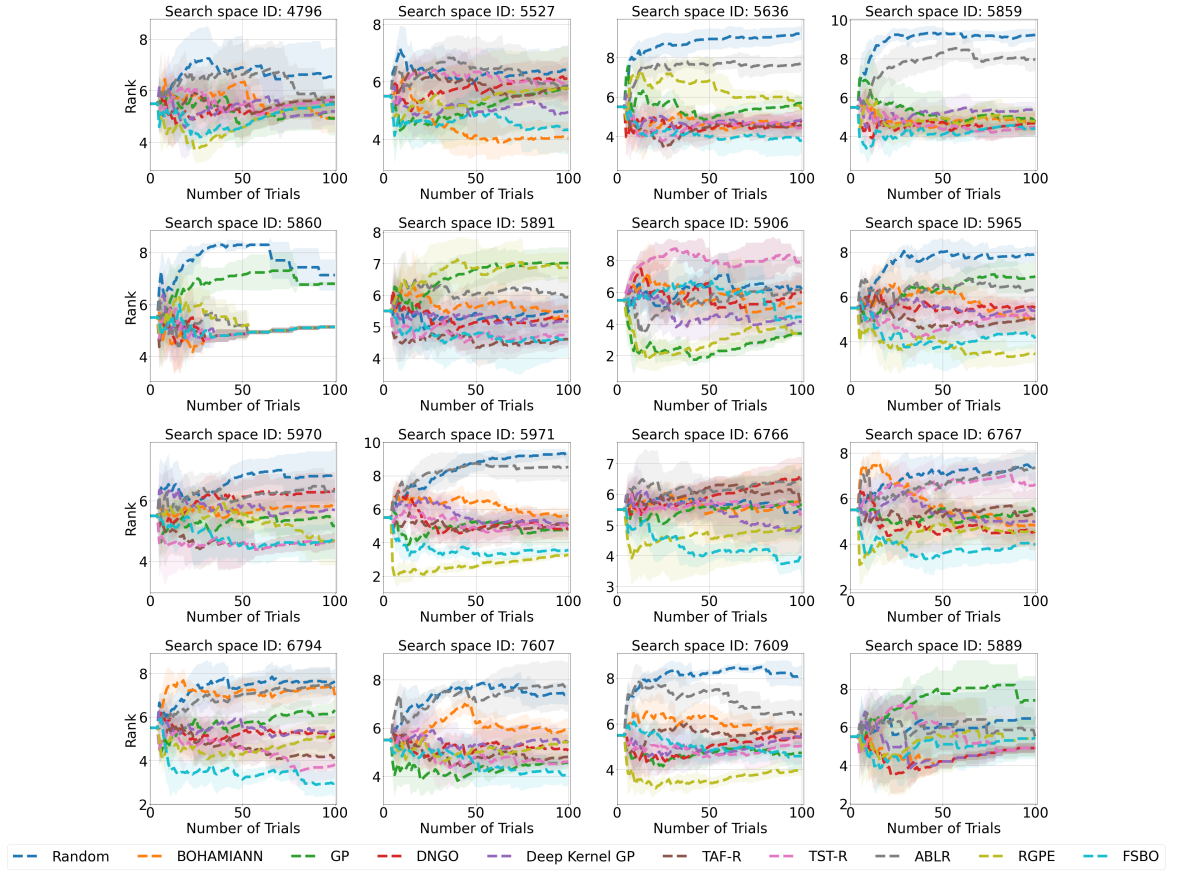 Search space ID: 4796 Search space ID: 5527 Search space ID: 5636 Search space ID: 5859
8 6 4 Rank 0 50 100 8 6 4 0 50 100 8 6 4 0 50 100 10 8 6 4 0 50 100
Number of Trials Number of Trials Number of Trials Number of Trials
Search space ID: 5860 Search space ID: 5891 Search space ID: 5906 Search space ID: 5965
8 6 4 Rank 0 50 100 8 7 6 5 4 0 50 100 8 6 4 2 0 50 100 8 6 4 0 50 100
Number of Trials Number of Trials Number of Trials Number of Trials
Search space ID: 5970 Search space ID: 5971 Search space ID: 6766 Search space ID: 6767
6 4 Rank 0 50 100 10 8 6 4 2 0 50 100 7 6 5 4 3 0 50 100 8 6 4 2 0 50 100
Number of Trials Number of Trials Number of Trials Number of Trials
Search space ID: 6794 Search space ID: 7607 Search space ID: 7609 Search space ID: 5889
8 6 4 2 Rank 0 50 100 8 6 4 0 50 100 8 6 4 0 50 100 8 6 4 2 0 50 100
Number of Trials Number of Trials Number of Trials Number of Trials
Random BOHAMIANN GP DNGO Deep Kernel GP TAF-R TST-R ABLR RGPE FSBO